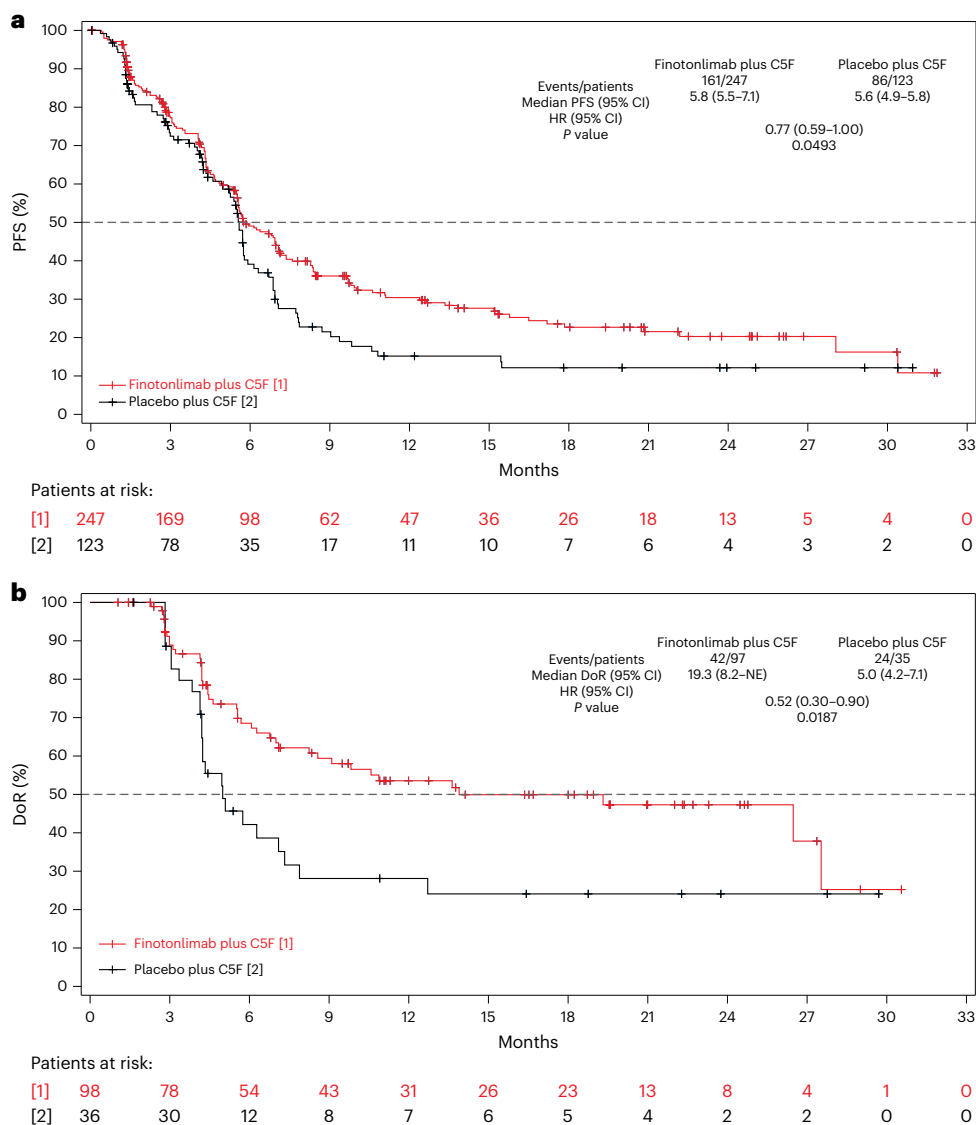 a
Finotonlimab plus C5F Placebo plus C5F
Events/patients 161/247 86/123
Median PFS (95% CI) 5.8 (5.5–7.1) 5.6 (4.9–5.8)
HR (95% CI) 0.77 (0.59–1.00)
P value 0.0493
100
90
80
70
60
50
40
30
20
10
0
PFS (%)
Finotonlimab plus C5F [1]
Placebo plus C5F [2]
0 3 6 9 12 15 18 21 24 27 30 33
Months
Patients at risk:
[1] 247 169 98 62 47 36 26 18 13 5 4 0
[2] 123 78 35 17 11 10 7 6 4 3 2 0
b
Finotonlimab plus C5F Placebo plus C5F
Events/patients 42/97 24/35
Median DoR (95% CI) 19.3 (8.2–NE) 5.0 (4.2–7.1)
HR (95% CI) 0.52 (0.30–0.90)
P value 0.0187
100
90
80
70
60
50
40
30
20
10
0
DoR (%)
Finotonlimab plus C5F [1]
Placebo plus C5F [2]
0 3 6 9 12 15 18 21 24 27 30 33
Months
Patients at risk:
[1] 98 78 54 43 31 26 23 13 8 4 1 0
[2] 36 30 12 8 7 6 5 4 2 2 0 0